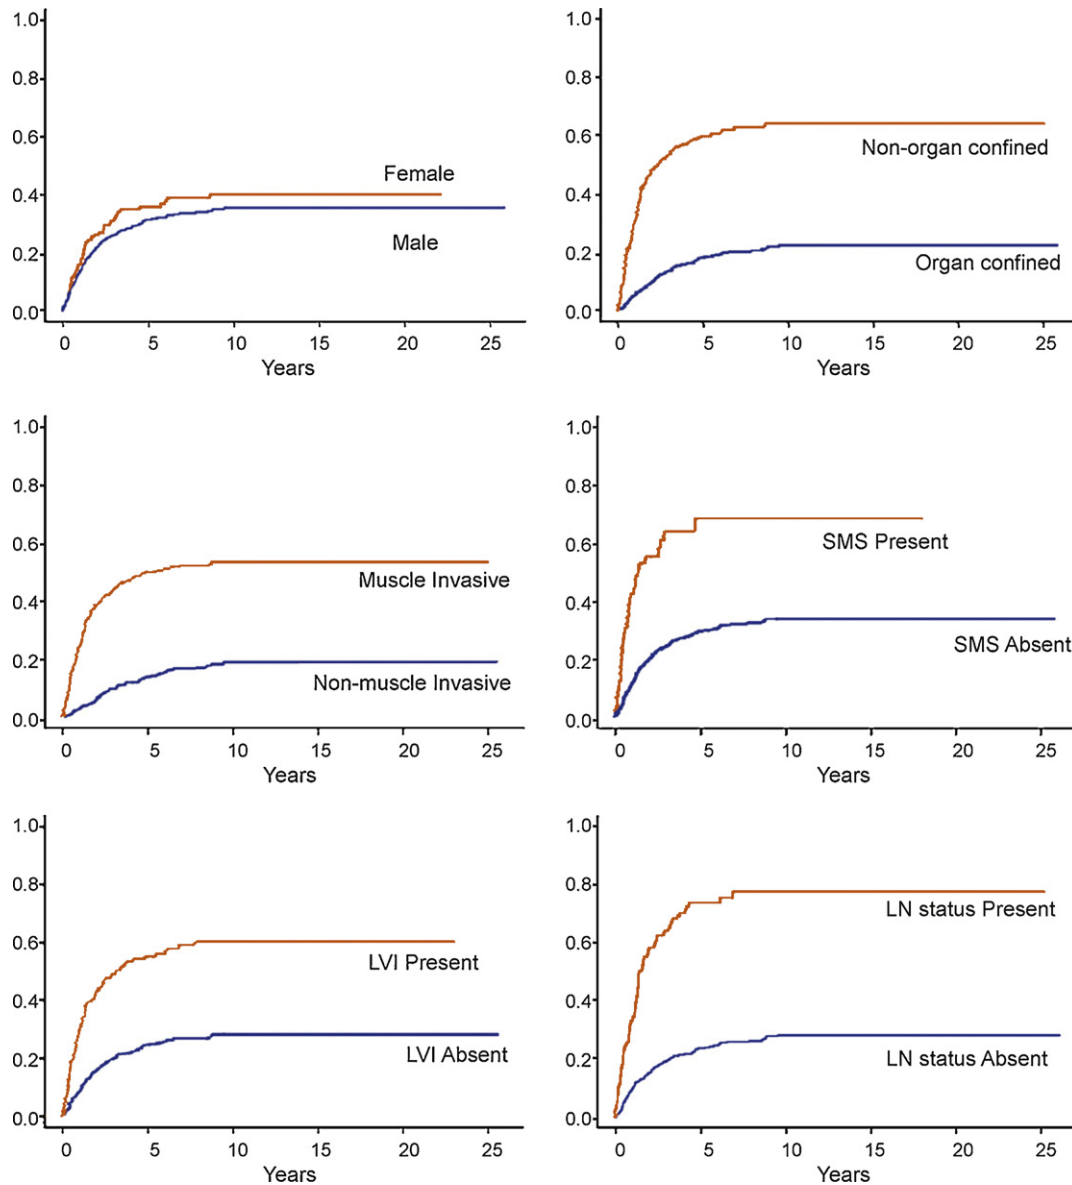 1.0
0.8
0.6
0.4
0.2
0.0
Female
Male
0 5 10 15 20 25
Years
1.0
0.8
0.6
0.4
0.2
0.0
Non-organ confined
Organ confined
0 5 10 15 20 25
Years
1.0
0.8
0.6
0.4
0.2
0.0
Muscle Invasive
Non-muscle Invasive
0 5 10 15 20 25
Years
1.0
0.8
0.6
0.4
0.2
0.0
SMS Present
SMS Absent
0 5 10 15 20 25
Years
1.0
0.8
0.6
0.4
0.2
0.0
LVI Present
LVI Absent
0 5 10 15 20 25
Years
1.0
0.8
0.6
0.4
0.2
0.0
LN status Present
LN status Absent
0 5 10 15 20 25
Years